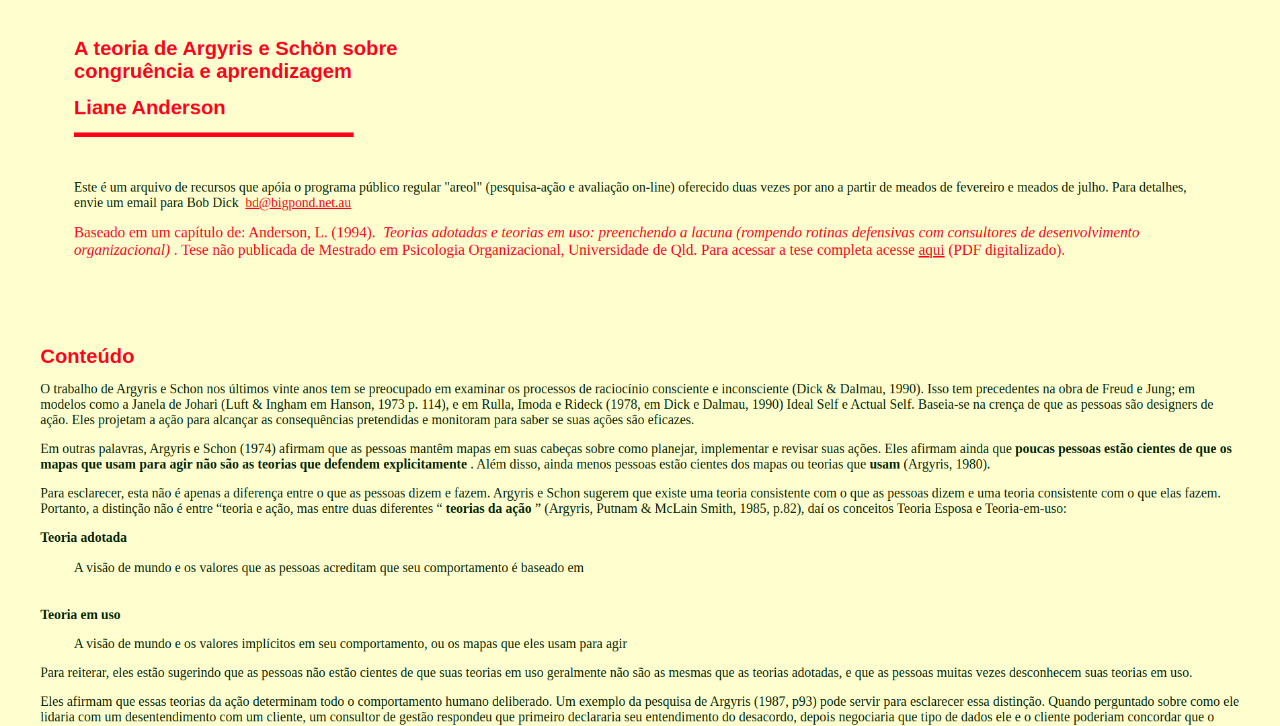 A teoria de Argyris e Schön sobre
congruência e aprendizagem
Liane Anderson
Este é um arquivo de recursos que apóia o programa público regular "areol" (pesquisa-ação e avaliação on-line) oferecido duas vezes por ano a partir de meados de fevereiro e meados de julho. Para detalhes,
envie um email para Bob Dick bd@bigpond.net.au
Baseado em um capítulo de: Anderson, L. (1994). Teorias adotadas e teorias em uso: preenchendo a lacuna (rompendo rotinas defensivas com consultores de desenvolvimento
organizacional) . Tese não publicada de Mestrado em Psicologia Organizacional, Universidade de Qld. Para acessar a tese completa acesse aqui (PDF digitalizado).
Conteúdo
O trabalho de Argyris e Schon nos últimos vinte anos tem se preocupado em examinar os processos de raciocínio consciente e inconsciente (Dick & Dalmau, 1990). Isso tem precedentes na obra de Freud e Jung; em
modelos como a Janela de Johari (Luft & Ingham em Hanson, 1973 p. 114), e em Rulla, Imoda e Rideck (1978, em Dick e Dalmau, 1990) Ideal Self e Actual Self. Baseia-se na crença de que as pessoas são designers de
ação. Eles projetam a ação para alcançar as consequências pretendidas e monitoram para saber se suas ações são eficazes.
Em outras palavras, Argyris e Schon (1974) afirmam que as pessoas mantêm mapas em suas cabeças sobre como planejar, implementar e revisar suas ações. Eles afirmam ainda que poucas pessoas estão cientes de que os
mapas que usam para agir não são as teorias que defendem explicitamente . Além disso, ainda menos pessoas estão cientes dos mapas ou teorias que usam (Argyris, 1980).
Para esclarecer, esta não é apenas a diferença entre o que as pessoas dizem e fazem. Argyris e Schon sugerem que existe uma teoria consistente com o que as pessoas dizem e uma teoria consistente com o que elas fazem.
Portanto, a distinção não é entre “teoria e ação, mas entre duas diferentes “ teorias da ação ” (Argyris, Putnam & McLain Smith, 1985, p.82), daí os conceitos Teoria Esposa e Teoria-em-uso:
Teoria adotada
A visão de mundo e os valores que as pessoas acreditam que seu comportamento é baseado em
Teoria em uso
A visão de mundo e os valores implícitos em seu comportamento, ou os mapas que eles usam para agir
Para reiterar, eles estão sugerindo que as pessoas não estão cientes de que suas teorias em uso geralmente não são as mesmas que as teorias adotadas, e que as pessoas muitas vezes desconhecem suas teorias em uso.
Eles afirmam que essas teorias da ação determinam todo o comportamento humano deliberado. Um exemplo da pesquisa de Argyris (1987, p93) pode servir para esclarecer essa distinção. Quando perguntado sobre como ele
lidaria com um desentendimento com um cliente, um consultor de gestão respondeu que primeiro declararia seu entendimento do desacordo, depois negociaria que tipo de dados ele e o cliente poderiam concordar que o